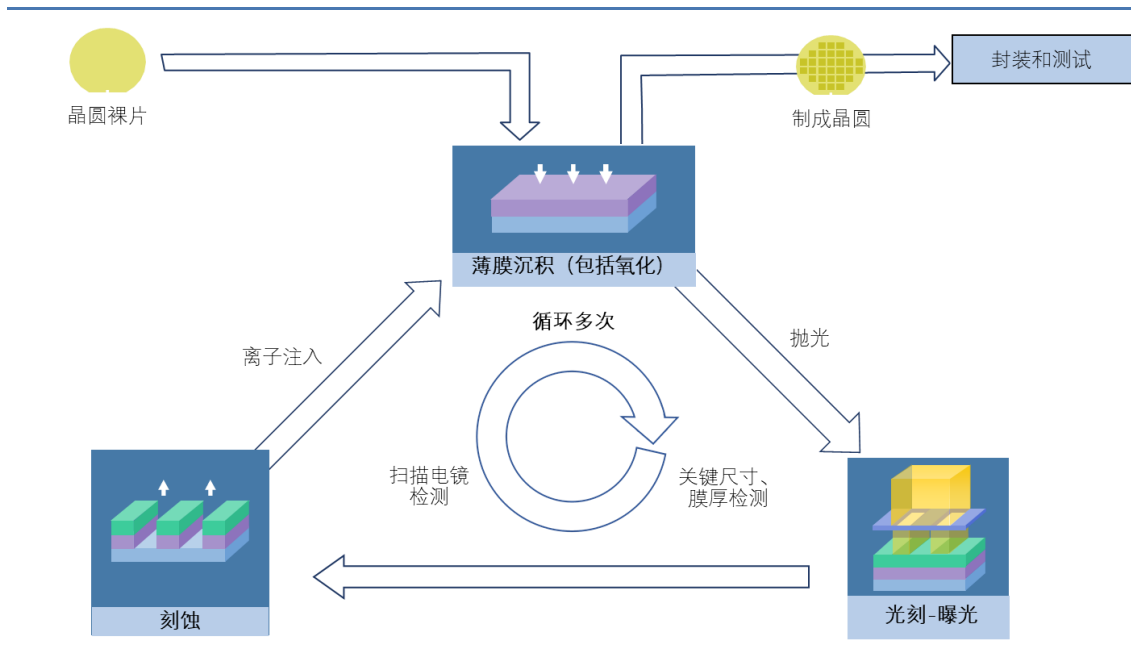 晶圆裸片
制成晶圆
封装和测试
薄膜沉积（包括氧化）
循环多次
离子注入
抛光
扫描电镜
检测
关键尺寸、
膜厚检测
刻蚀
光刻-曝光